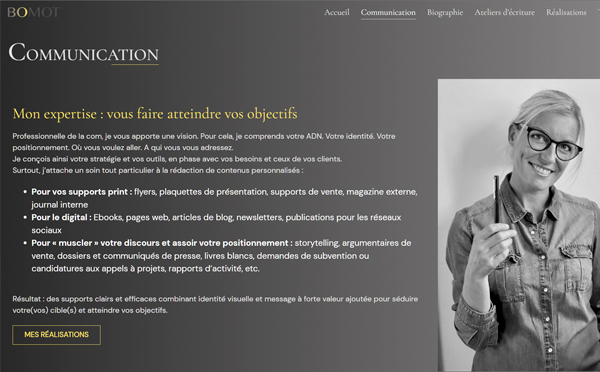 BOMOT
Accueil Communication Biographie Ateliers d'écriture Réalisations
Communication
Mon expertise : vous faire atteindre vos objectifs
Professionnelle de la com, je vous apporte une vision. Pour cela, je comprends votre ADN. Votre identité. Votre
positionnement. Où vous voulez aller. A qui vous vous adressez.
Je conçois ainsi votre stratégie et vos outils, en phase avec vos besoins et ceux de vos clients.
Surtout, j'attache un soin tout particulier à la rédaction de contenus personnalisés :
• Pour vos supports print : flyers, plaquettes de présentation, supports de vente, magazine externe,
journal interne
• Pour le digital : Ebooks, pages web, articles de blog, newsletters, publications pour les réseaux
sociaux
• Pour « muscler » votre discours et assoir votre positionnement : storytelling, argumentaires de
vente, dossiers et communiqués de presse, livres blancs, demandes de subvention ou
candidatures aux appels à projets, rapports d'activité, etc.
Résultat : des supports clairs et efficaces combinant identité visuelle et message à forte valeur ajoutée pour séduire
votre(vos) cible(s) et atteindre vos objectifs.
MES RÉALISATIONS